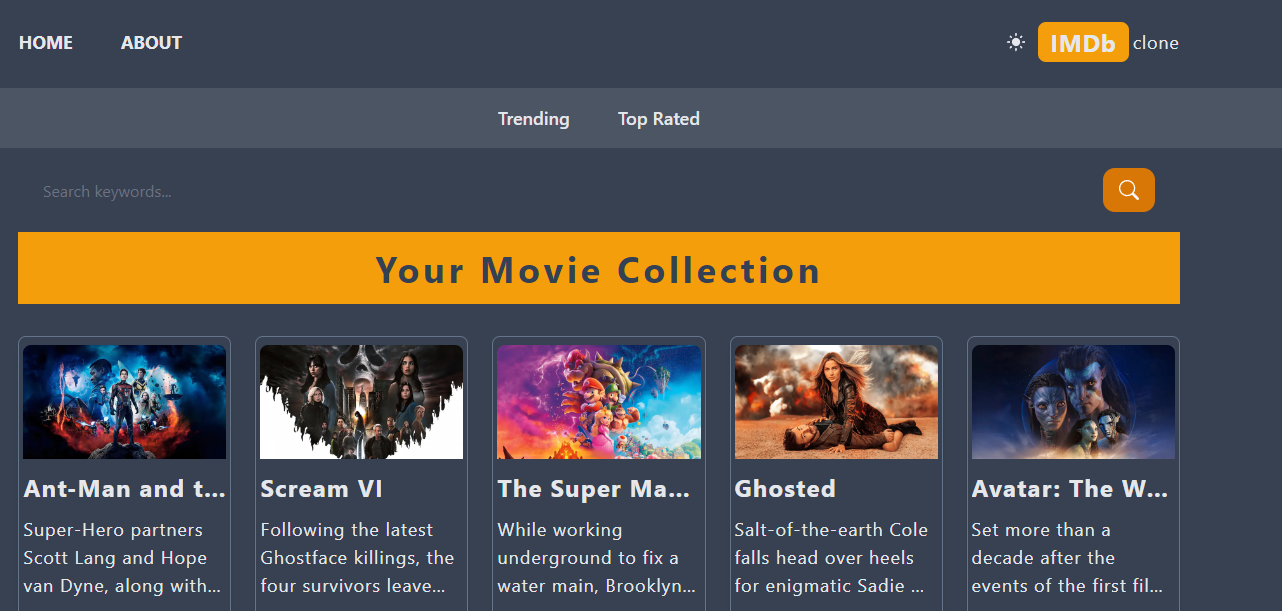 HOME ABOUT IMDb clone
Trending Top Rated
Search keywords...
Your Movie Collection
Ant-Man and t...
Super-Hero partners
Scott Lang and Hope
van Dyne, along with...
Scream VI
Following the latest
Ghostface killings, the
four survivors leave...
The Super Ma...
While working
underground to fix a
water main, Brooklyn...
Ghosted
Salt-of-the-earth Cole
falls head over heels
for enigmatic Sadie ...
Avatar: The W...
Set more than a
decade after the
events of the first fil...